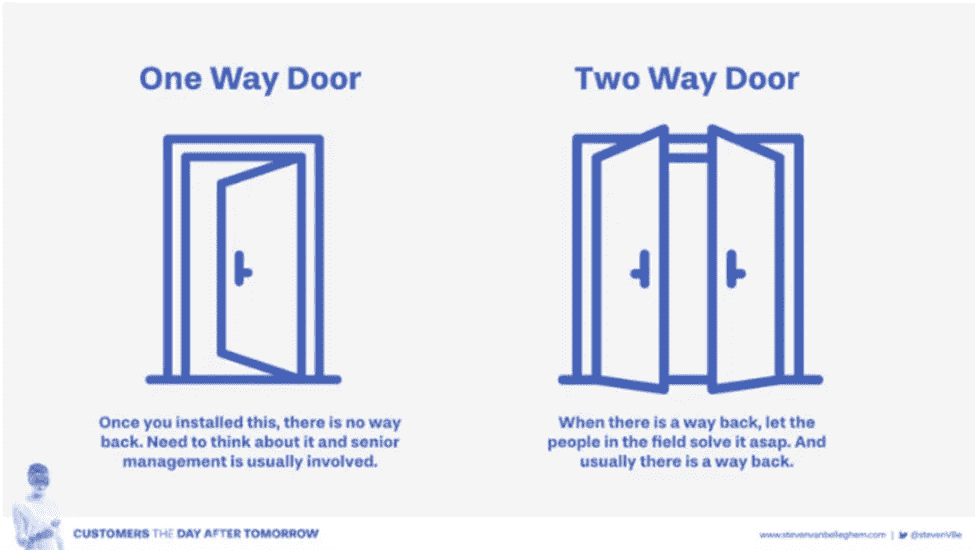 One Way Door
Once you installed this, there is no way
back. Need to think about it and senior
management is usually involved.
Two Way Door
When there is a way back, let the
people in the field solve it asap. And
usually there is a way back.
CUSTOMERS THE DAY AFTER TOMORROW
www.stevenvanbelleghem.com | @stevenVBe